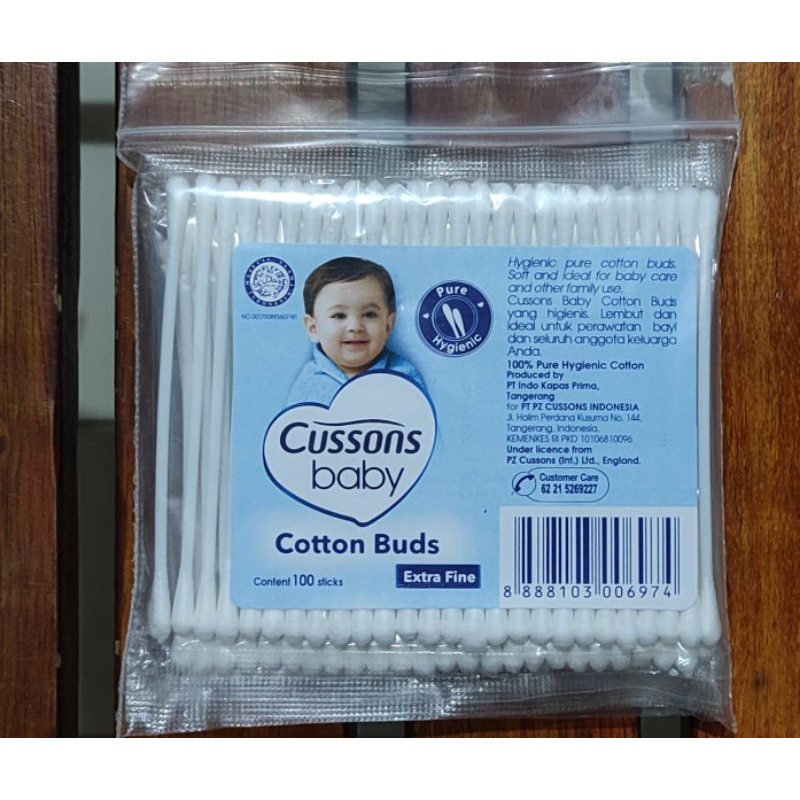 Hygienic pure cotton buds.
Soft and ideal for baby care
and other family use,
Cussons Baby Cotton Buds
yang higienis. Lembut dan
ideal untuk perawatan bayi
dan seluruh anggota keluarga
Anda.
100% Pure Hygienic Cotton
Produced by
PT Indo Kapas Prima,
Tangerang
for PT PZ CUSSONS INDONESIA
Jl. Halim Perdana Kusuma No. 144,
Tangerang, Indonesia.
KEMENKES RI PKD 10106810096
Under licence from
PZ Cussons (Int.) Ltd., England.
Customer Care
62 21 5269227
Pure
Hygienic
Cussons
baby
Cotton Buds
Content 100 sticks
Extra Fine
8 888103 006974